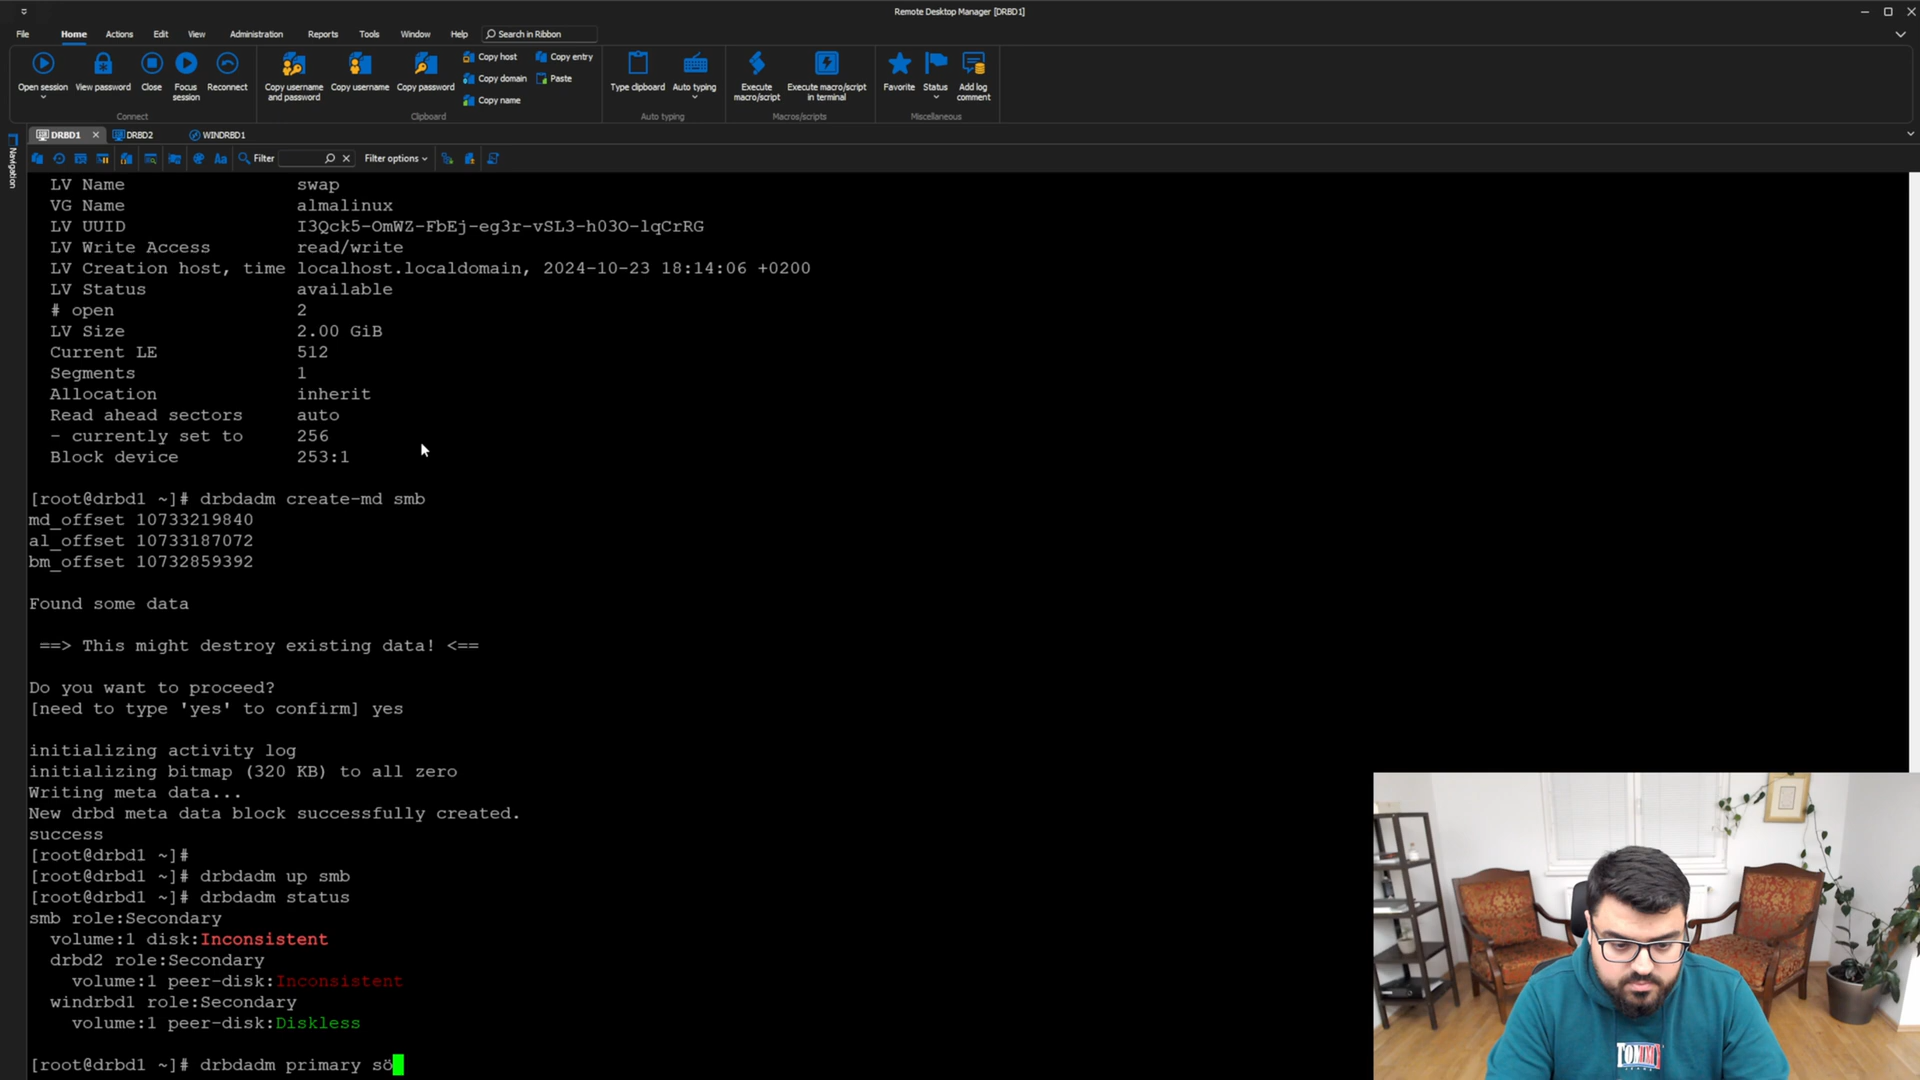 Remote Desktop Manager [DRBD1]
File Home Actions Edit View Administration Reports Tools Window Help Search in Ribbon
Open session View password Close Focus session Reconnect
Connect
Copy username and password Copy username Copy password
Copy host Copy entry
Copy domain Paste
Copy name
Clipboard
Type clipboard Auto typing
Auto typing
Execute macro/script Execute macro/script in terminal
Macros/scripts
Favorite Status Add log comment
Miscellaneous
Navigation
DRBD1 DRBD2 WINDRBD1
Aa Filter Filter options
LV Name swap
VG Name almalinux
LV UUID I3Qck5-OmWZ-FbEj-eg3r-vSL3-h03O-lqCrRG
LV Write Access read/write
LV Creation host, time localhost.localdomain, 2024-10-23 18:14:06 +0200
LV Status available
# open 2
LV Size 2.00 GiB
Current LE 512
Segments 1
Allocation inherit
Read ahead sectors auto
- currently set to 256
Block device 253:1
[root@drbd1 ~]# drbdadm create-md smb
md_offset 10733219840
al_offset 10733187072
bm_offset 10732859392
Found some data
==> This might destroy existing data! <==
Do you want to proceed?
[need to type 'yes' to confirm] yes
initializing activity log
initializing bitmap (320 KB) to all zero
Writing meta data...
New drbd meta data block successfully created.
success
[root@drbd1 ~]#
[root@drbd1 ~]# drbdadm up smb
[root@drbd1 ~]# drbdadm status
smb role:Secondary
volume:1 disk:Inconsistent
drbd2 role:Secondary
volume:1 peer-disk:Inconsistent
windrbd1 role:Secondary
volume:1 peer-disk:Diskless
[root@drbd1 ~]# drbdadm primary sö
TOMMY
JEANS